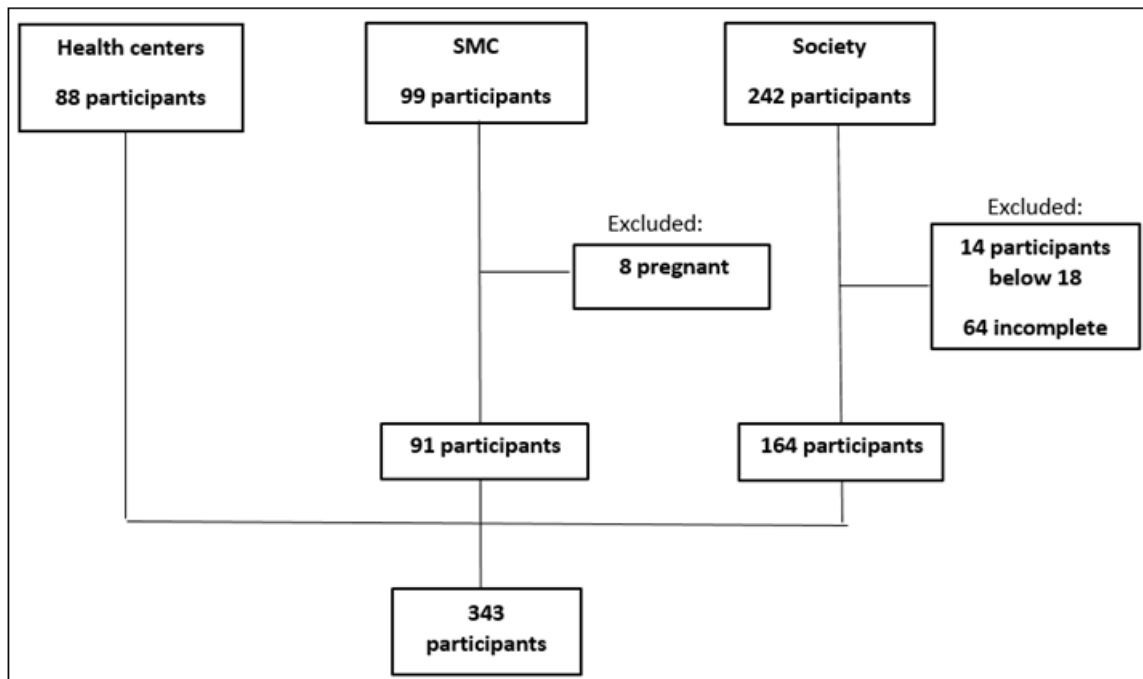 Health centers
88 participants
SMC
99 participants
Society
242 participants
Excluded:
8 pregnant
Excluded:
14 participants
below 18
64 incomplete
91 participants
164 participants
343
participants